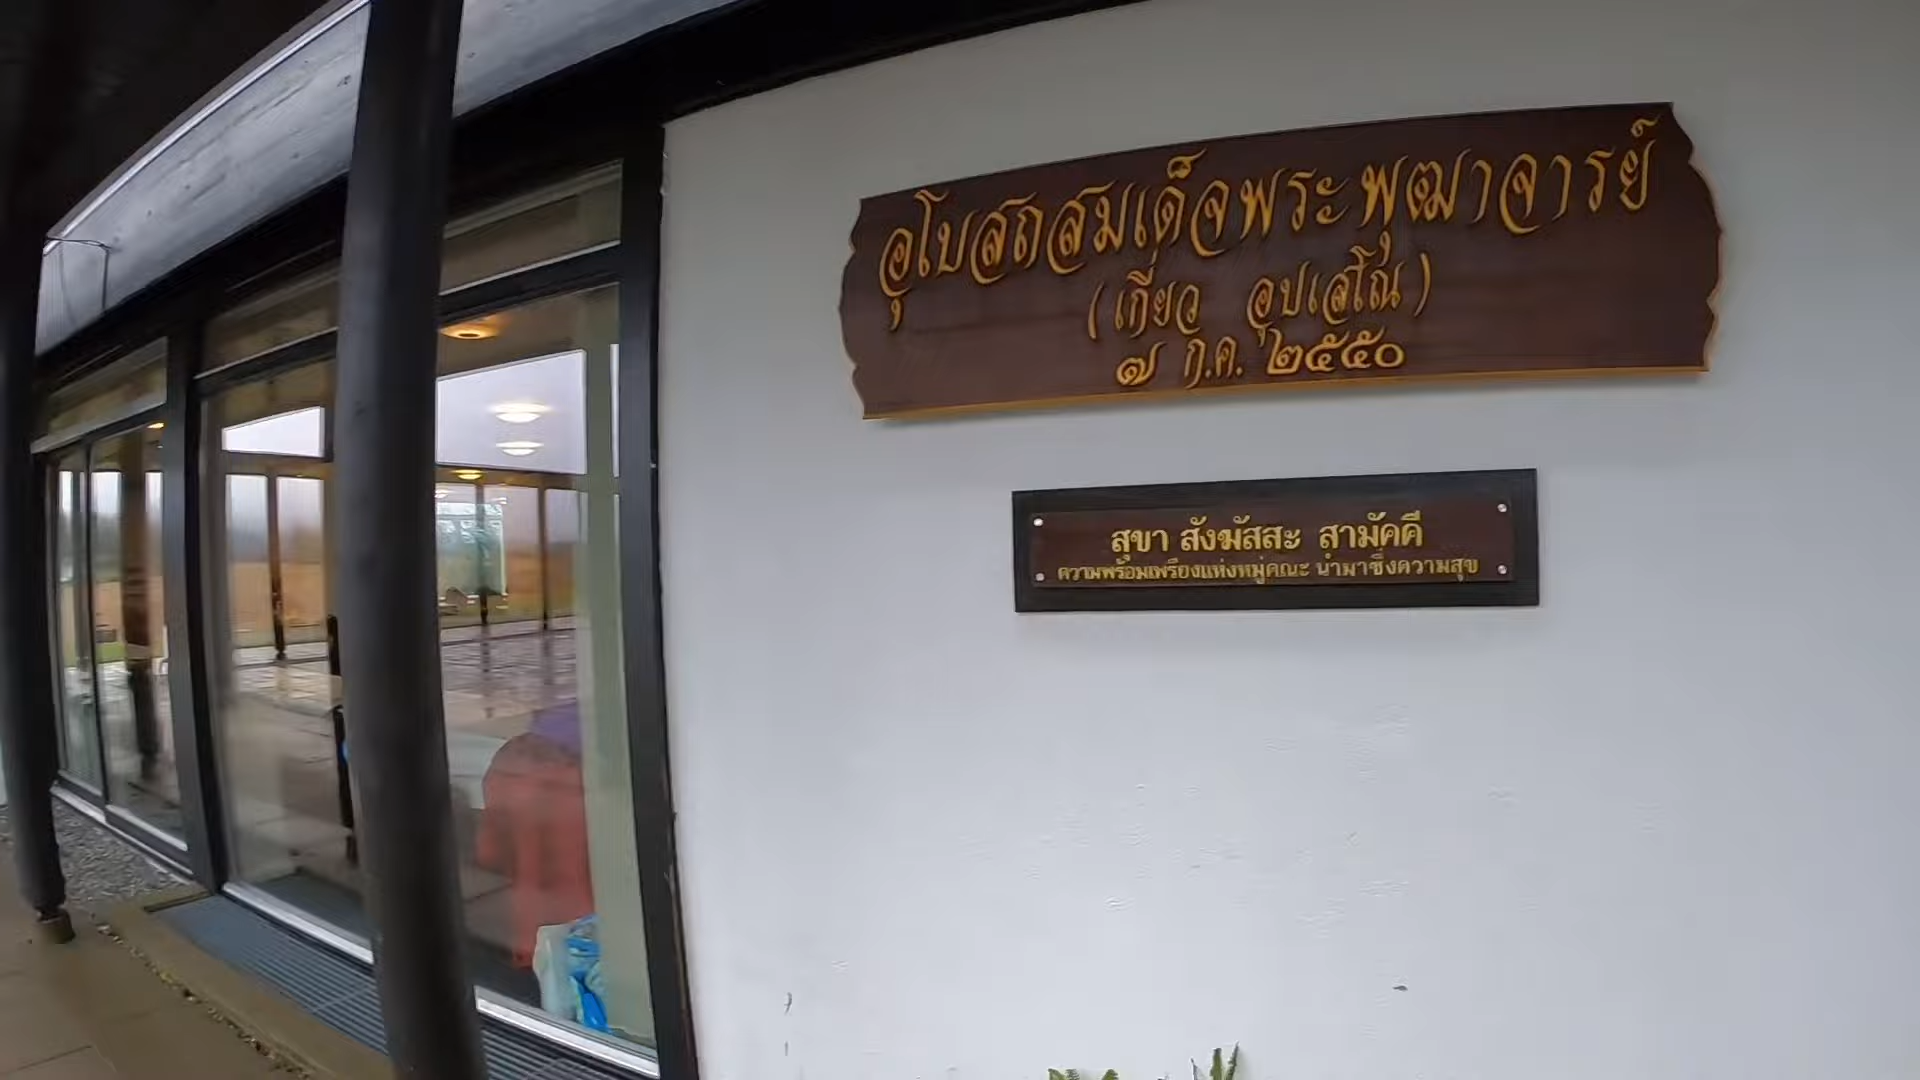 อุโบสถสมเด็จพระพุฒาจารย์
(เกี่ยว อุปเสโณ)
๗ ก.ค. ๒๕๕๐
สุขา สังฆัสสะ สามัคคี
ความพร้อมเพรียงแห่งหมู่คณะ นำมาซึ่งความสุข